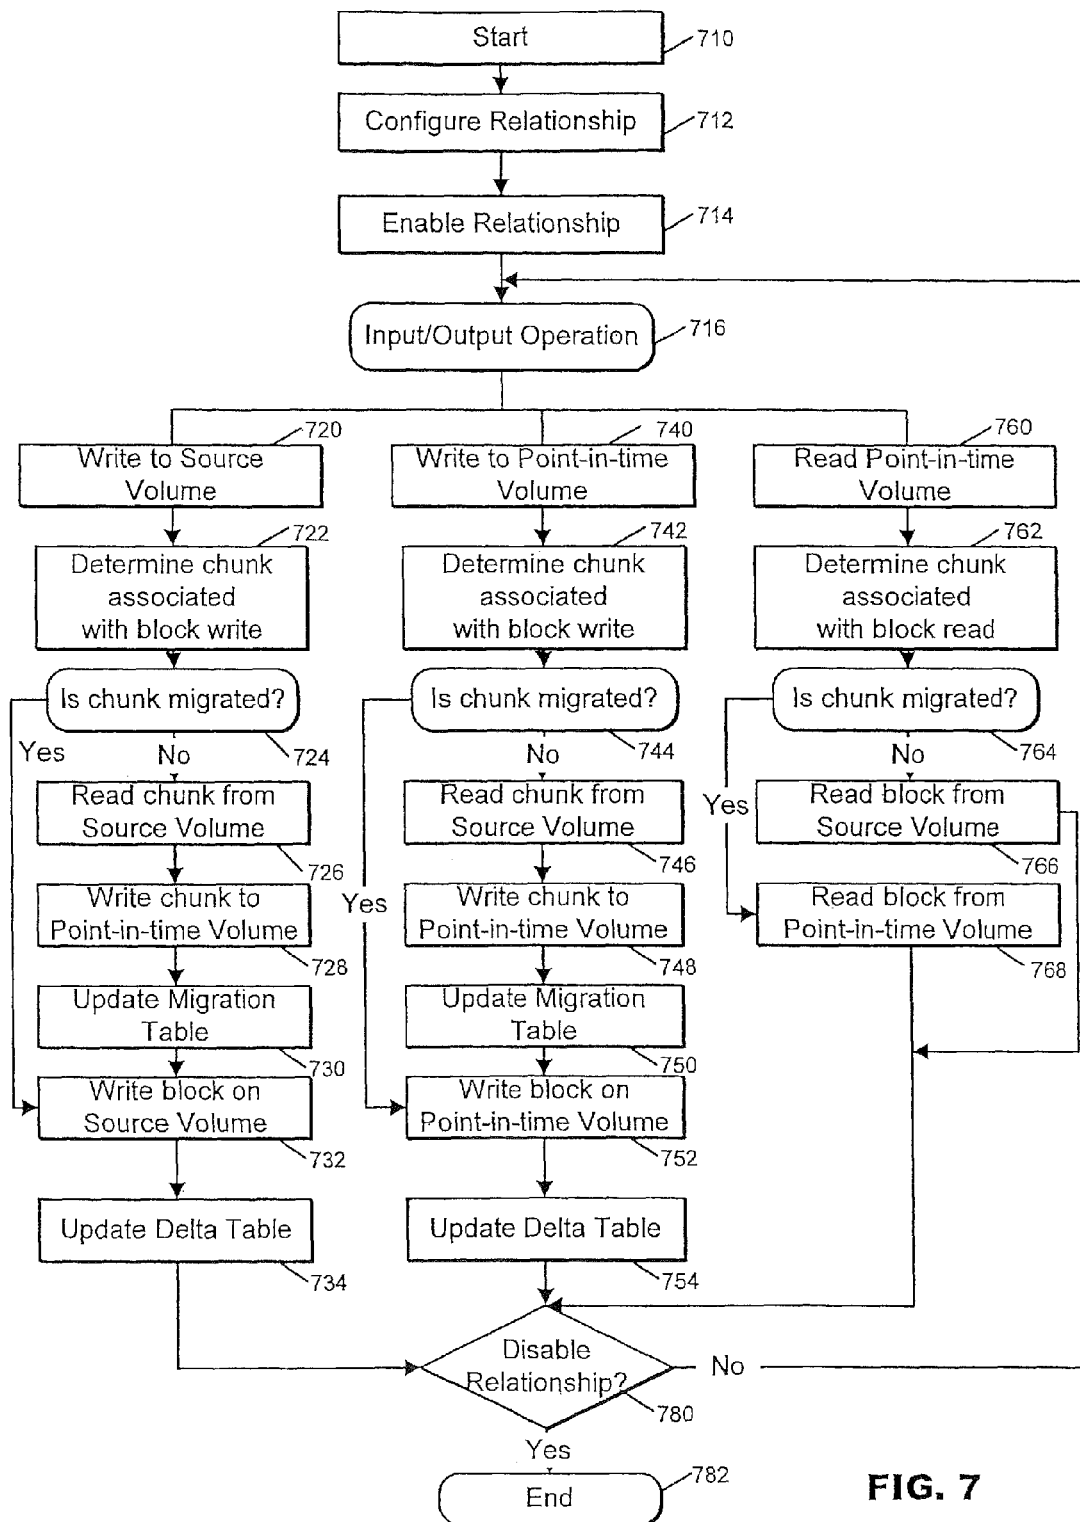 Start
710
Configure Relationship
712
Enable Relationship
714
Input/Output Operation
716
720
Write to Source
Volume
740
Write to Point-in-time
Volume
760
Read Point-in-time
Volume
722
Determine chunk
associated
with block write
742
Determine chunk
associated
with block write
762
Determine chunk
associated
with block read
Is chunk migrated?
724
Is chunk migrated?
744
Is chunk migrated?
764
Yes
No
No
No
Read chunk from
Source Volume
726
Read chunk from
Source Volume
746
Yes
Read block from
Source Volume
766
Write chunk to
Point-in-time Volume
728
Yes
Write chunk to
Point-in-time Volume
748
Read block from
Point-in-time Volume
768
Update Migration
Table
730
Update Migration
Table
750
Write block on
Source Volume
732
Write block on
Point-in-time Volume
752
Update Delta Table
734
Update Delta Table
754
Disable
Relationship?
780
No
Yes
End
782
FIG. 7